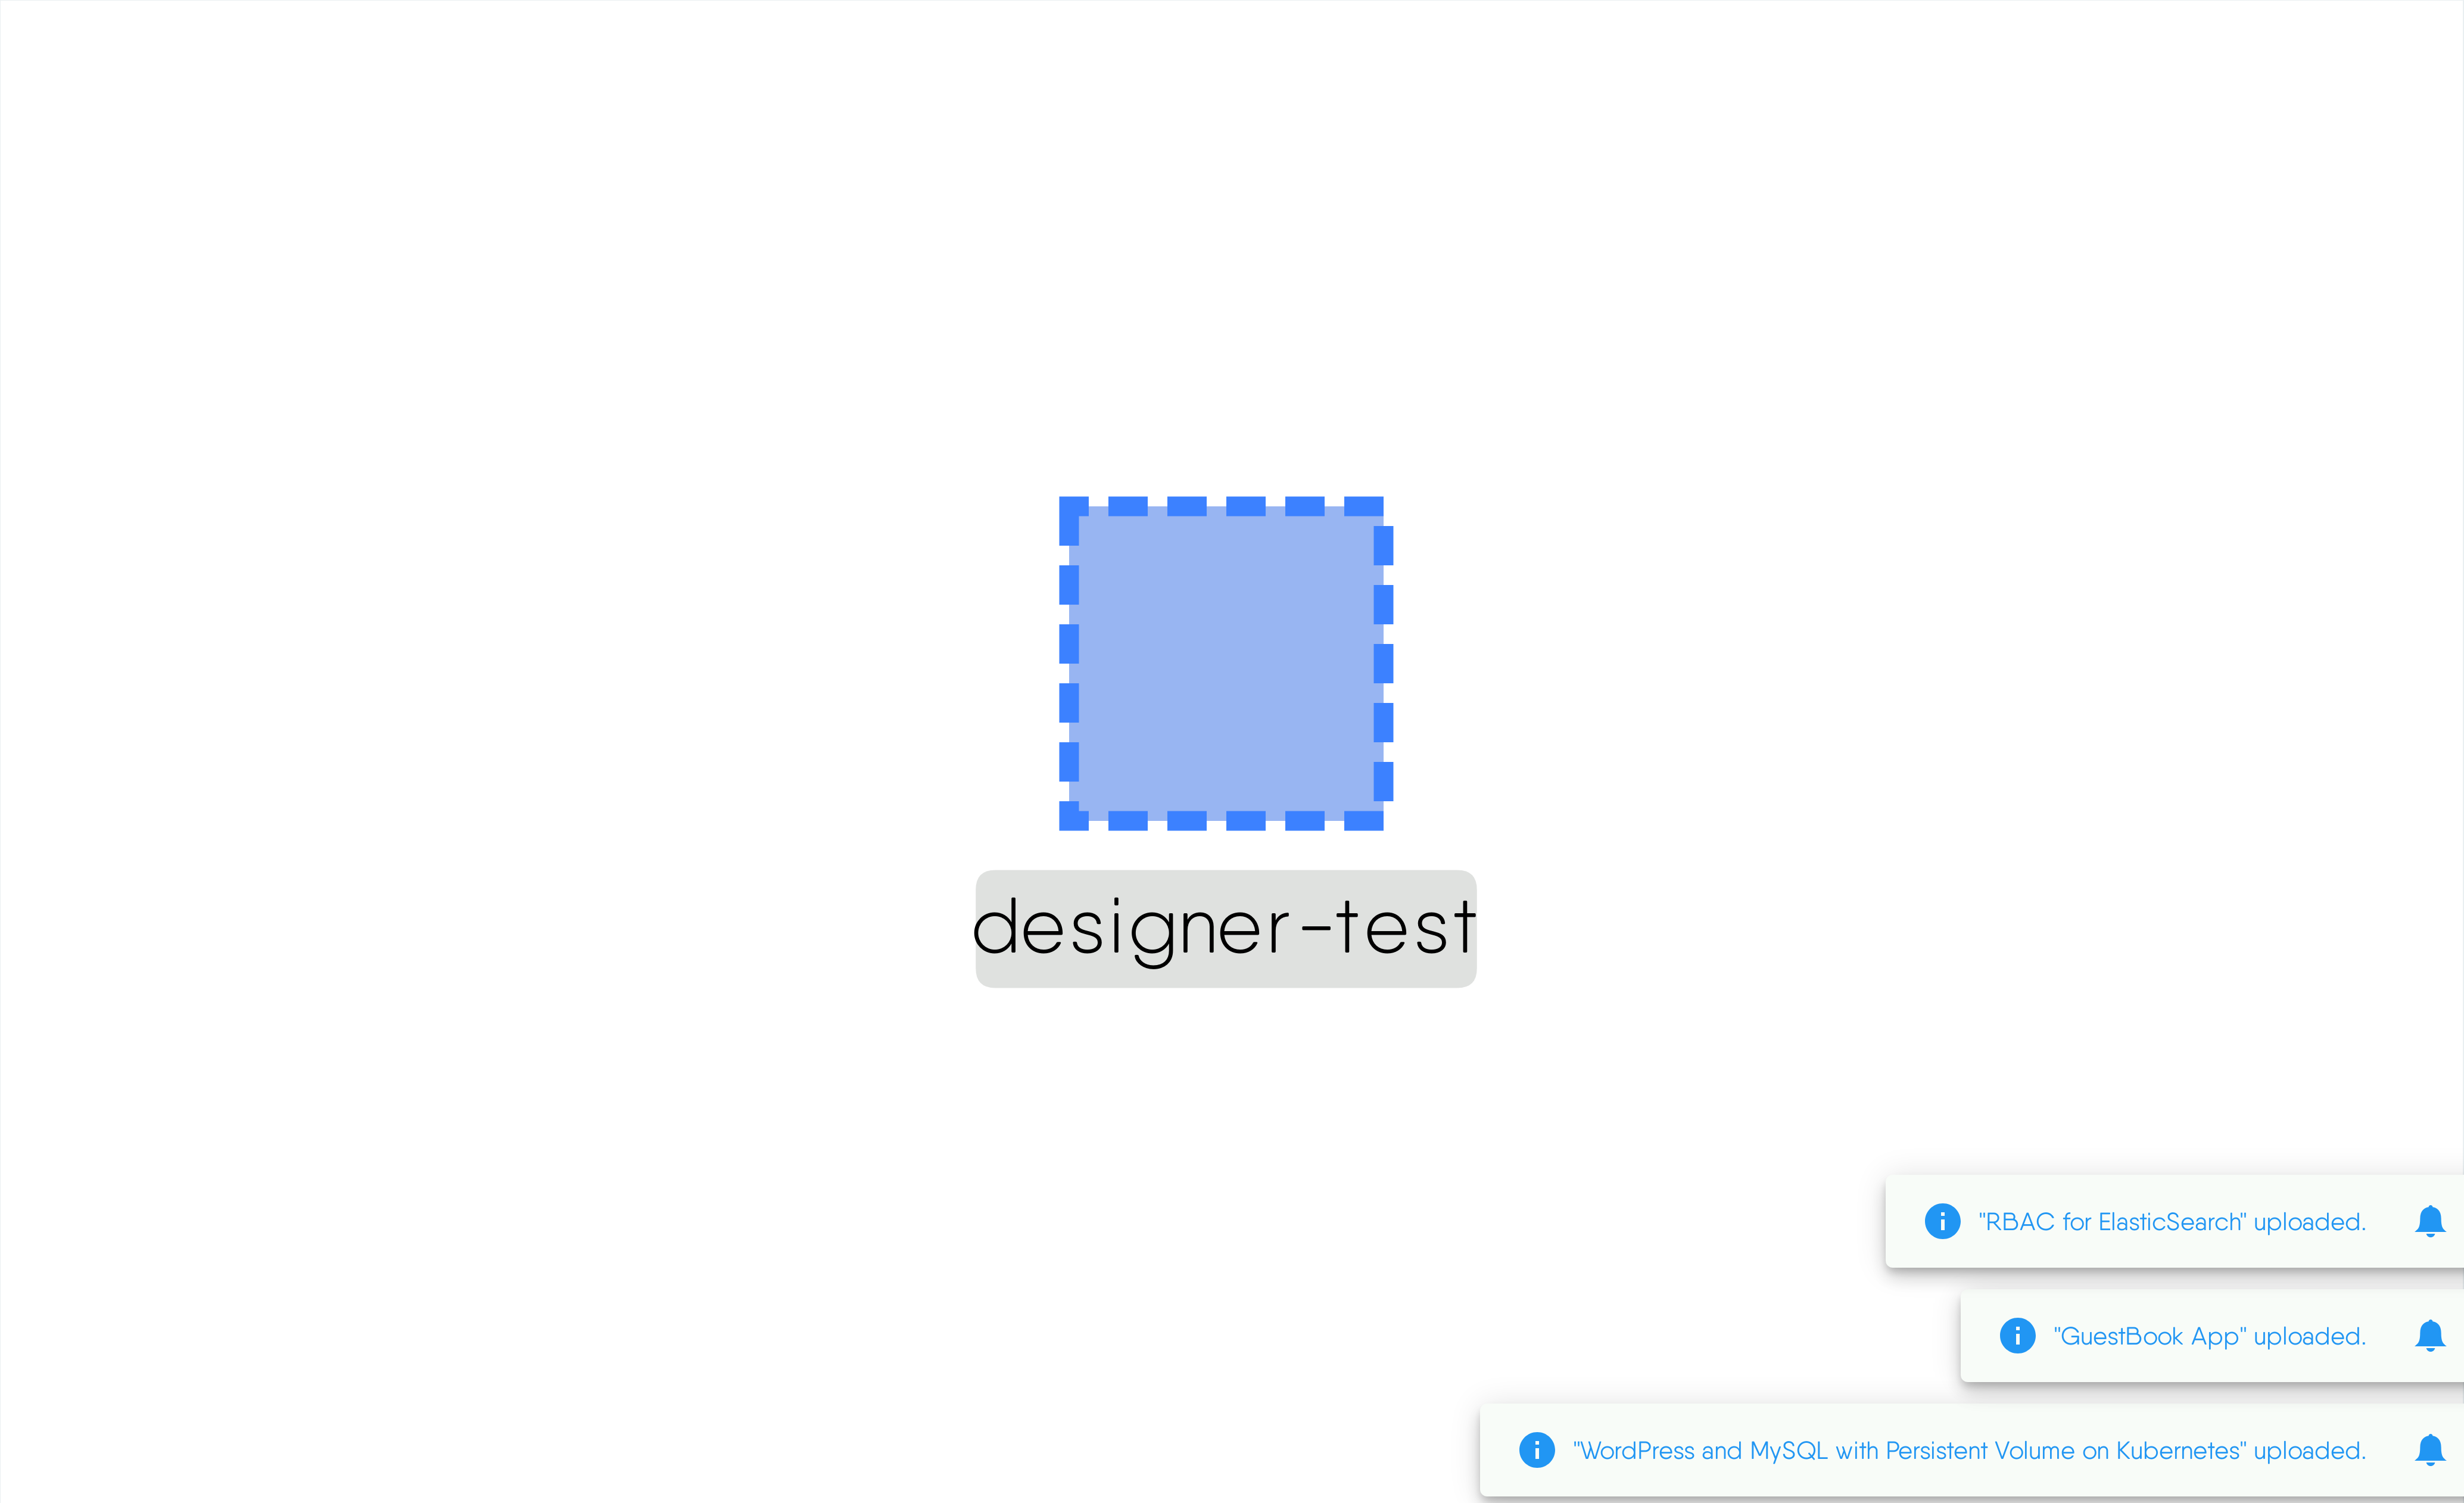 designer-test
"RBAC for ElasticSearch" uploaded.
"GuestBook App" uploaded.
"WordPress and MySQL with Persistent Volume on Kubernetes" uploaded.